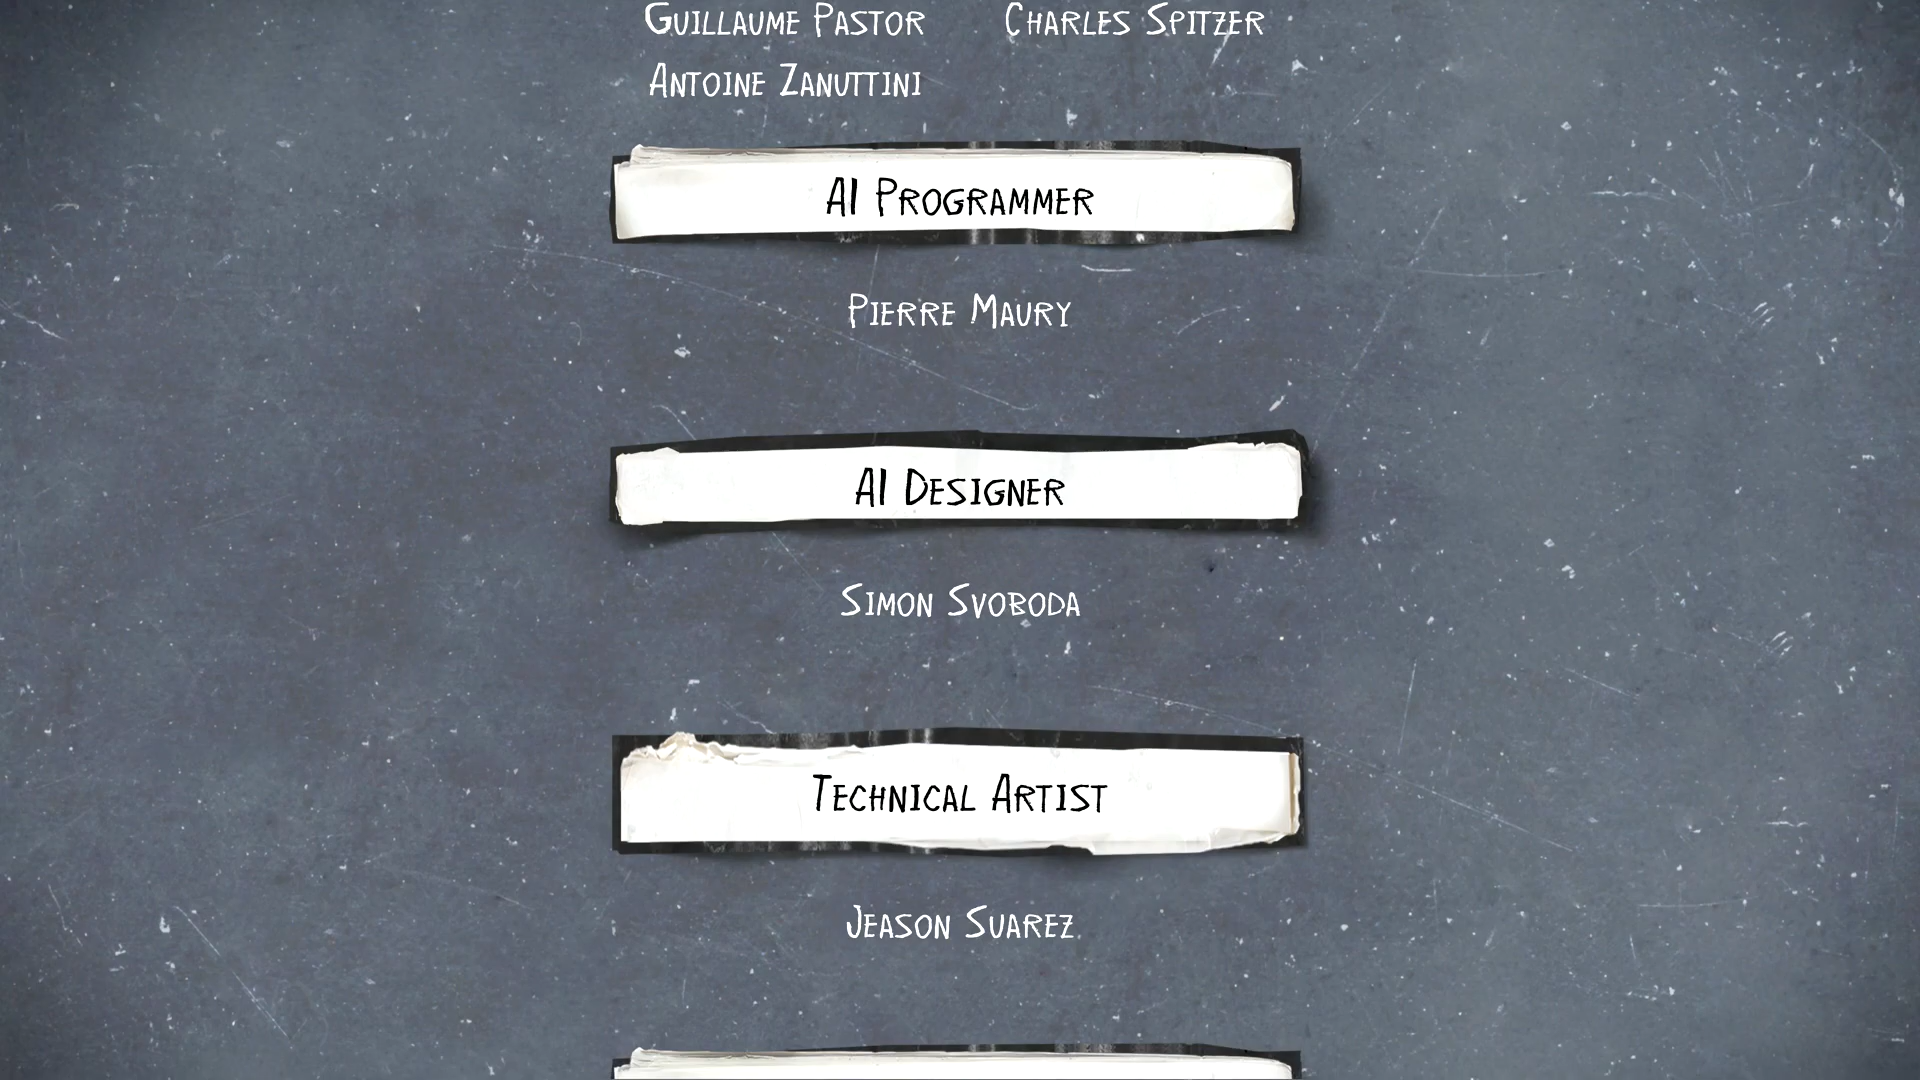 Guillaume Pastor Charles Spitzer
Antoine Zanuttini
AI Programmer
Pierre Maury
AI Designer
Simon Svoboda
Technical Artist
Jeason Suarez